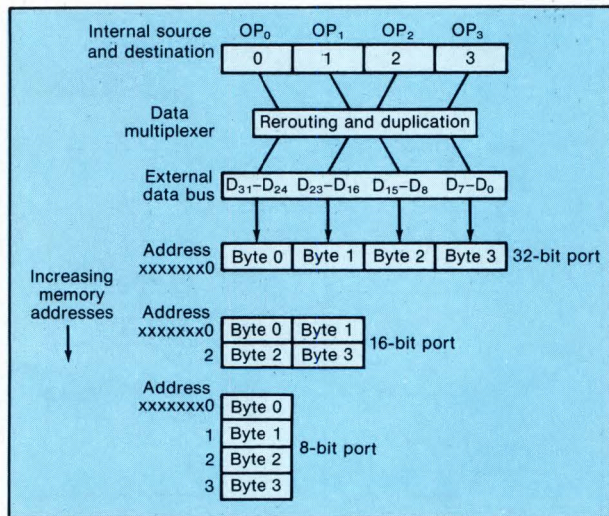 Internal source and destination
OP₀ OP₁ OP₂ OP₃
0 1 2 3
Data multiplexer
Rerouting and duplication
External data bus
D₃₁–D₂₄ D₂₃–D₁₆ D₁₅–D₈ D₇–D₀
Address xxxxxxx0
Byte 0 Byte 1 Byte 2 Byte 3
32-bit port
Increasing memory addresses
Address xxxxxxx0
Byte 0 Byte 1
2 Byte 2 Byte 3
16-bit port
Address xxxxxxx0
Byte 0
1 Byte 1
2 Byte 2
3 Byte 3
8-bit port